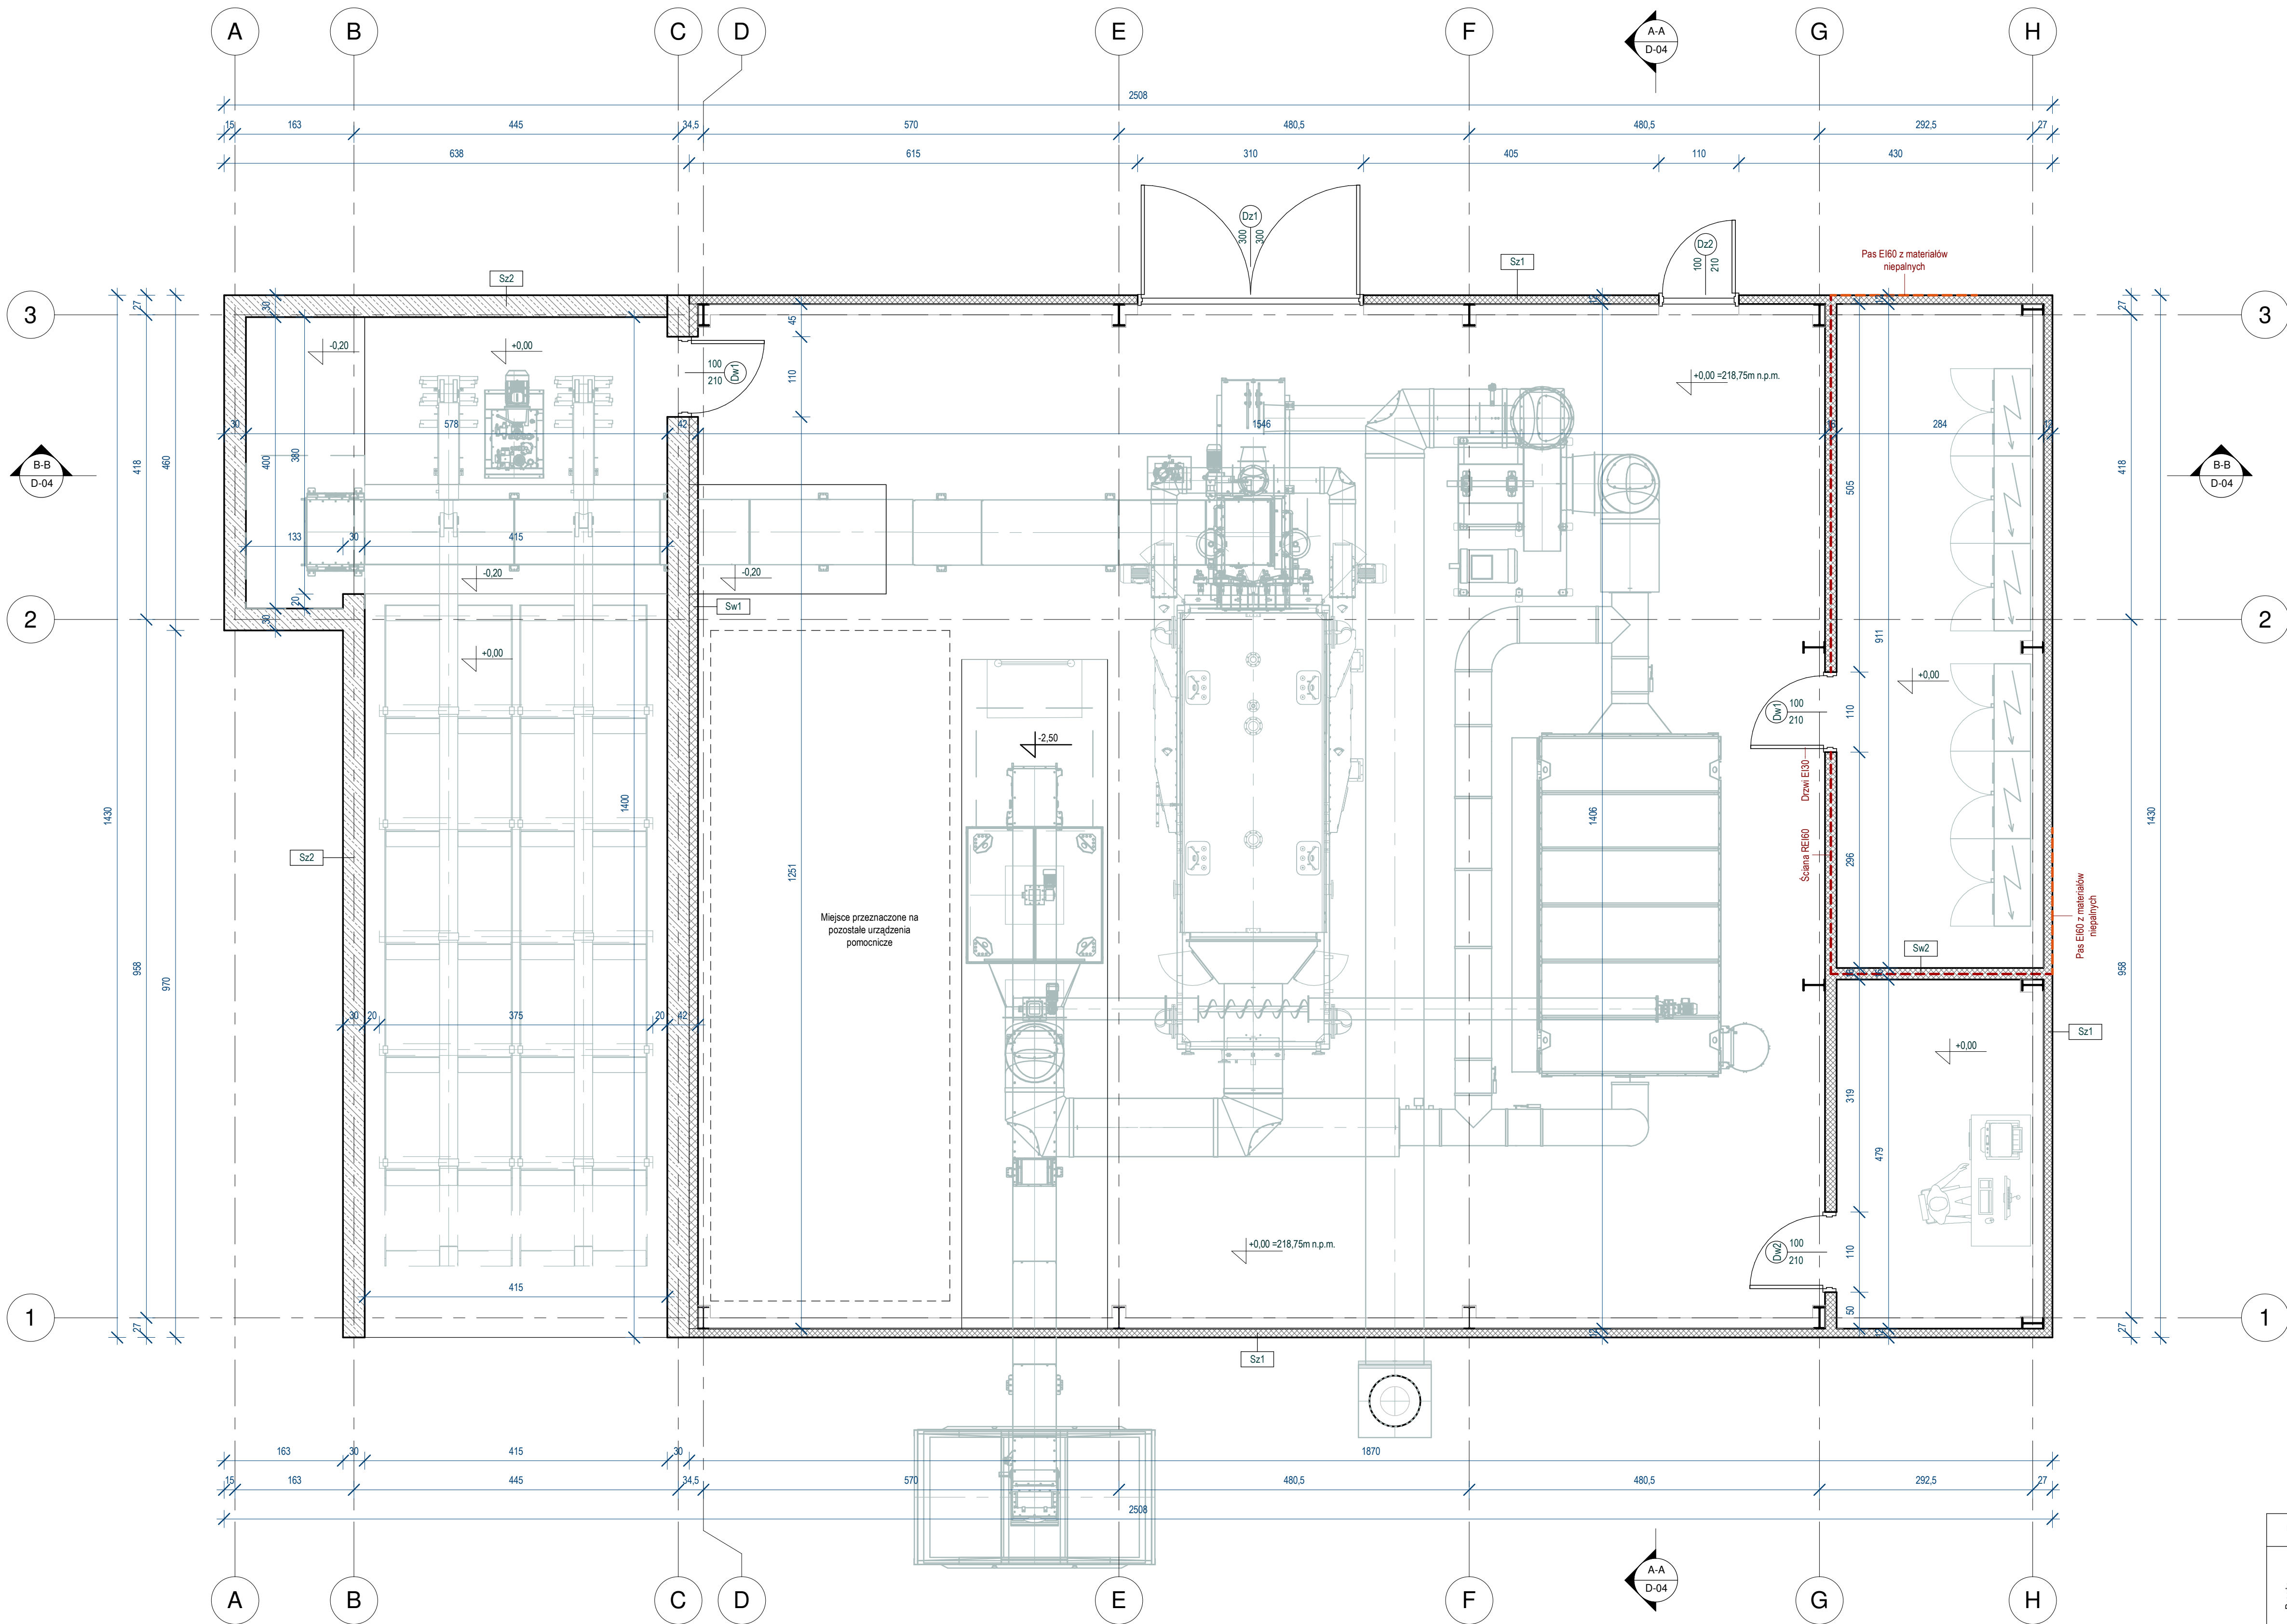 A
B
C
D
E
F
A-A
D-04
G
H
2508
15
163
445
34,5
570
480,5
480,5
292,5
27
638
615
310
405
110
430
Dz1
300
300
Dz2
100
210
Sz2
Sz1
Pas EI60 z materiałów
niepalnych
3
3
27
30
45
12
12
27
-0,20
+0,00
100
210
Dw1
110
+0,00 =218,75m n.p.m.
30
578
42
1546
284
12
B-B
D-04
B-B
D-04
418
460
400
380
505
418
133
30
415
-0,20
-0,20
20
30
Sw1
2
2
+0,00
911
+0,00
-2,50
Dw1
100
210
110
Drzwi EI30
1430
1400
1406
1430
Sz2
1251
Ściana REI60
296
Miejsce przeznaczone na
pozostałe urządzenia
pomocnicze
Pas EI60 z materiałów
niepalnych
Sw2
958
970
958
30
20
375
20
42
Sz1
+0,00
319
479
+0,00 =218,75m n.p.m.
Dw2
100
210
110
415
50
1
1
27
12
12
27
Sz1
163
30
415
30
1870
15
163
445
34,5
570
480,5
480,5
292,5
27
2508
A
B
C
D
E
F
A-A
D-04
G
H